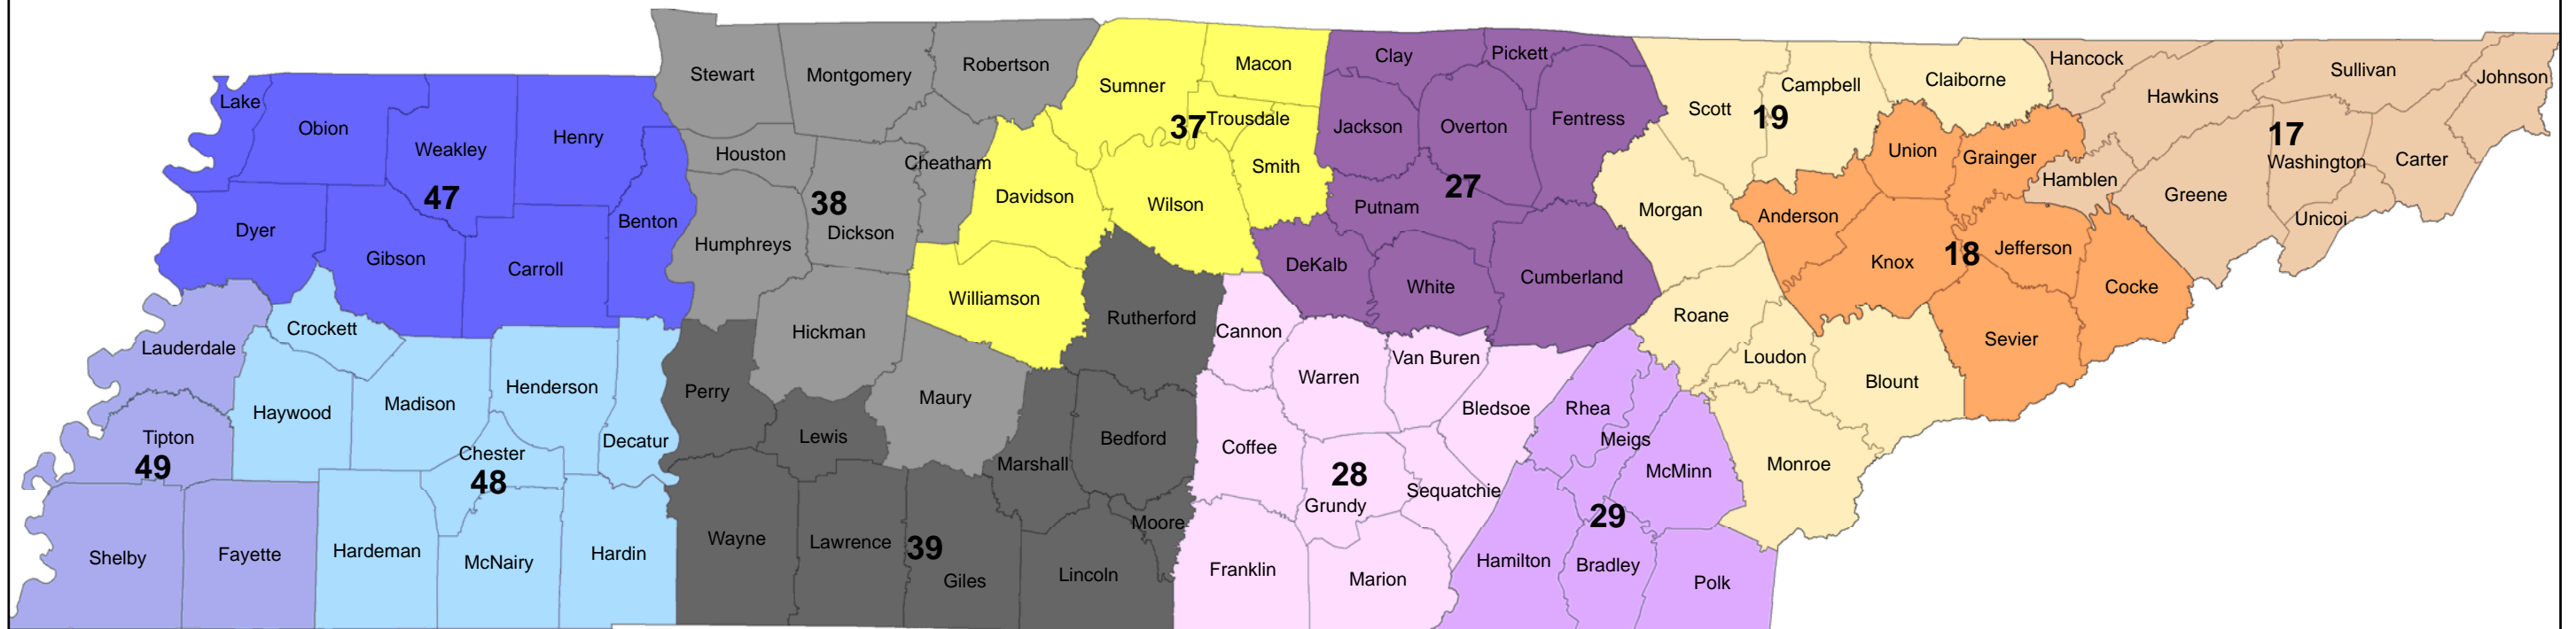 Lake
Obion
Weakley
Henry
47
Benton
Dyer
Gibson
Carroll
Lauderdale
Tipton
49
Shelby
Fayette
Crockett
Haywood
Madison
Henderson
Decatur
Chester
48
Hardeman
McNairy
Hardin
Stewart
Montgomery
Robertson
Houston
Cheatham
38
Dickson
Humphreys
Hickman
Maury
Perry
Lewis
Wayne
Lawrence
39
Giles
Marshall
Bedford
Rutherford
Moore
Lincoln
Sumner
Macon
37
Trousdale
Smith
Davidson
Wilson
Williamson
Clay
Pickett
Jackson
Overton
Fentress
27
Putnam
DeKalb
White
Cumberland
Cannon
Warren
Van Buren
Bledsoe
Coffee
28
Grundy
Sequatchie
Franklin
Marion
Rhea
Meigs
McMinn
29
Hamilton
Bradley
Polk
Scott
19
Campbell
Claiborne
Morgan
Roane
Loudon
Blount
Monroe
Union
Grainger
Anderson
Knox
18
Jefferson
Cocke
Sevier
Hancock
Hawkins
Sullivan
Johnson
17
Washington
Carter
Hamblen
Greene
Unicoi